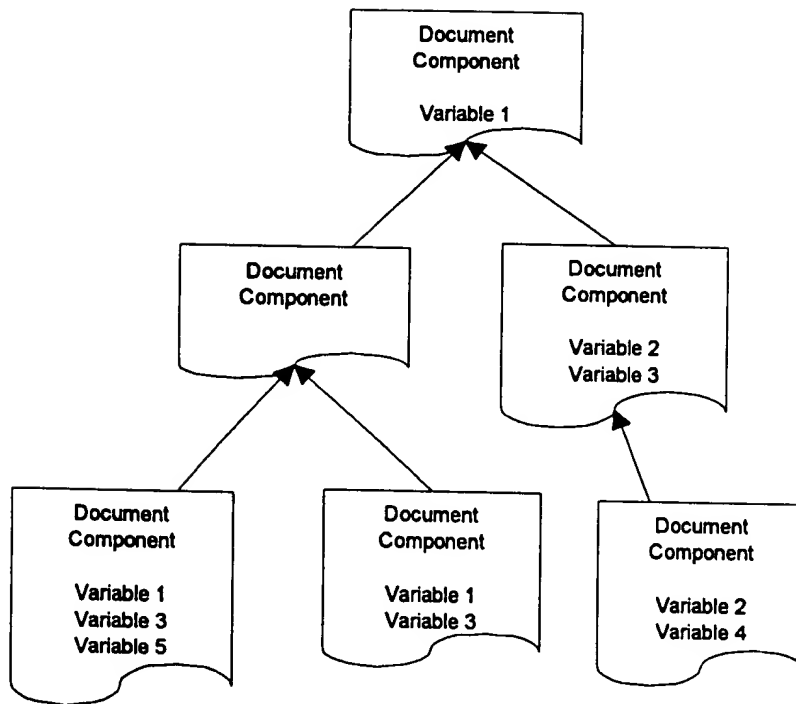 Document
Component
Variable 1
Document
Component
Document
Component
Variable 2
Variable 3
Document
Component
Variable 1
Variable 3
Variable 5
Document
Component
Variable 1
Variable 3
Document
Component
Variable 2
Variable 4